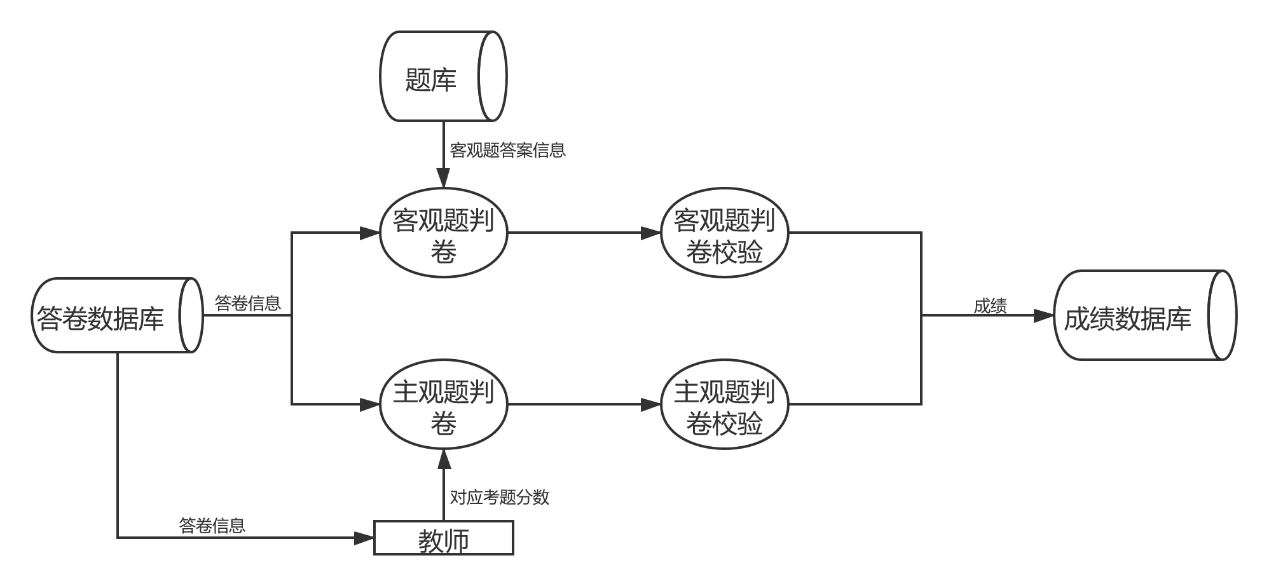 题库
客观题答案信息
客观题判
卷
客观题判
卷校验
答卷数据库
答卷信息
成绩
成绩数据库
主观题判
卷
主观题判
卷校验
对应考题分数
答卷信息
教师